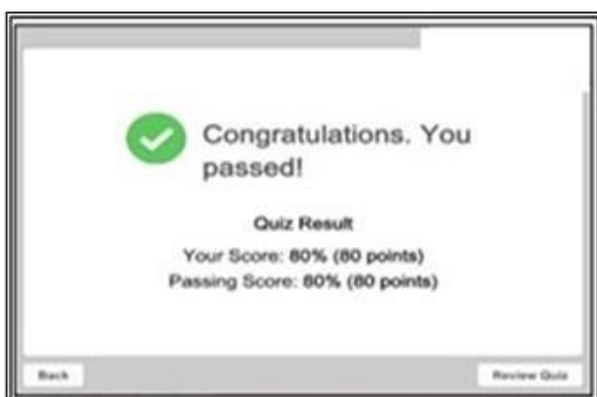 Congratulations. You
passed!
Quiz Result
Your Score: 80% (80 points)
Passing Score: 80% (80 points)
Back
Review Quiz